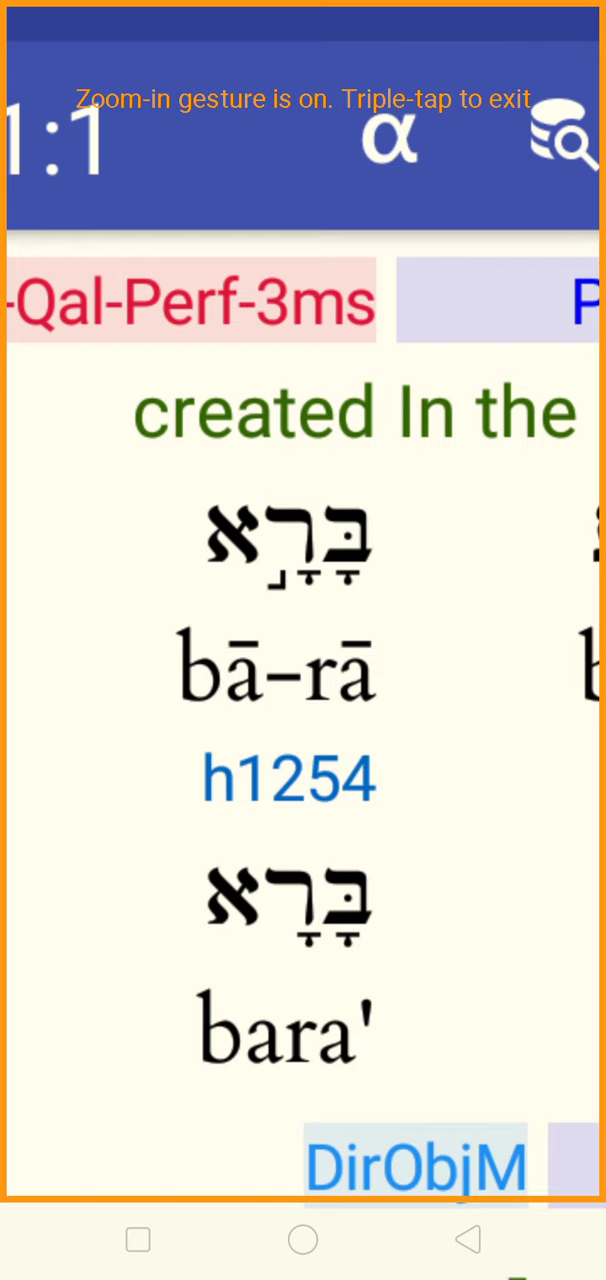 Zoom-in gesture is on. Triple-tap to exit
1:1 α
-Qal-Perf-3ms P
created In the
בָּרָ֣א
bā-rā
h1254
בָּרָא
bara'
DirObjM